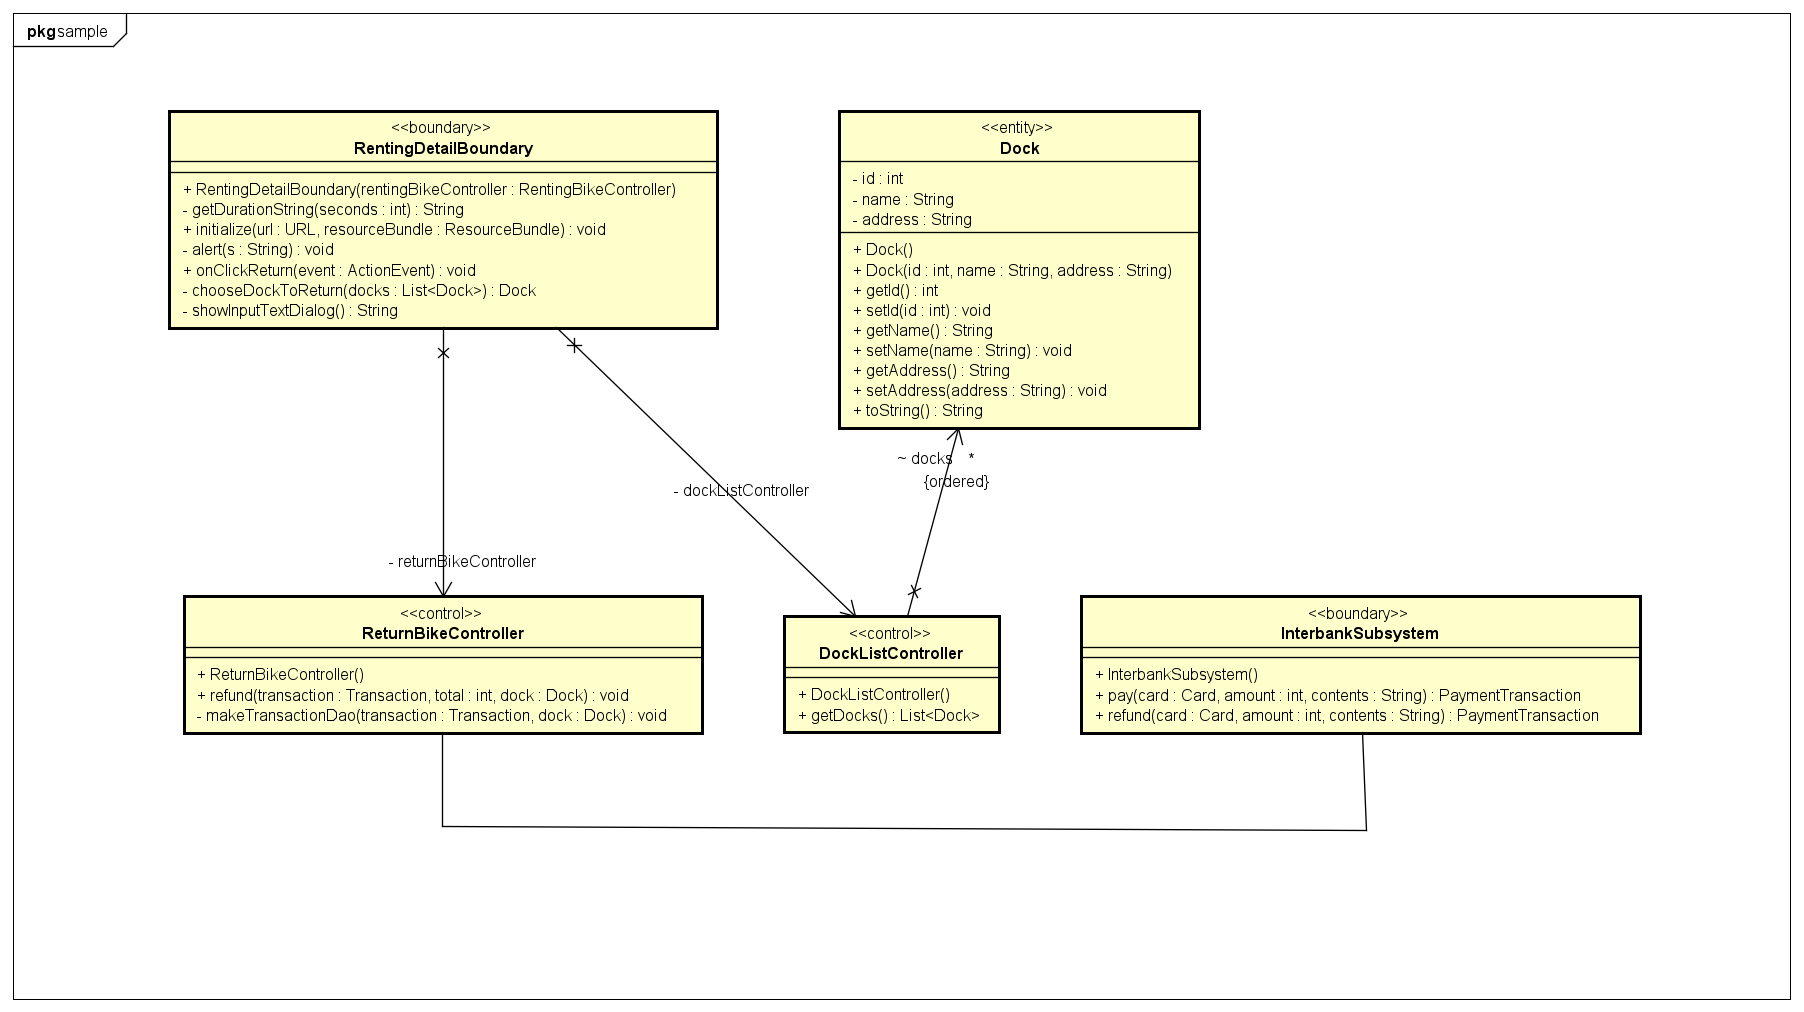 pkg sample
<<boundary>>
RentingDetailBoundary
+ RentingDetailBoundary(rentingBikeController : RentingBikeController)
- getDurationString(seconds : int) : String
+ initialize(url : URL, resourceBundle : ResourceBundle) : void
- alert(s : String) : void
+ onClickReturn(event : ActionEvent) : void
- chooseDockToReturn(docks : List<Dock>) : Dock
- showInputTextDialog() : String
<<entity>>
Dock
- id : int
- name : String
- address : String
+ Dock()
+ Dock(id : int, name : String, address : String)
+ getId() : int
+ setId(id : int) : void
+ getName() : String
+ setName(name : String) : void
+ getAddress() : String
+ setAddress(address : String) : void
+ toString() : String
~ docks *
{ordered}
- dockListController
- returnBikeController
<<control>>
ReturnBikeController
+ ReturnBikeController()
+ refund(transaction : Transaction, total : int, dock : Dock) : void
- makeTransactionDao(transaction : Transaction, dock : Dock) : void
<<control>>
DockListController
+ DockListController()
+ getDocks() : List<Dock>
<<boundary>>
InterbankSubsystem
+ InterbankSubsystem()
+ pay(card : Card, amount : int, contents : String) : PaymentTransaction
+ refund(card : Card, amount : int, contents : String) : PaymentTransaction